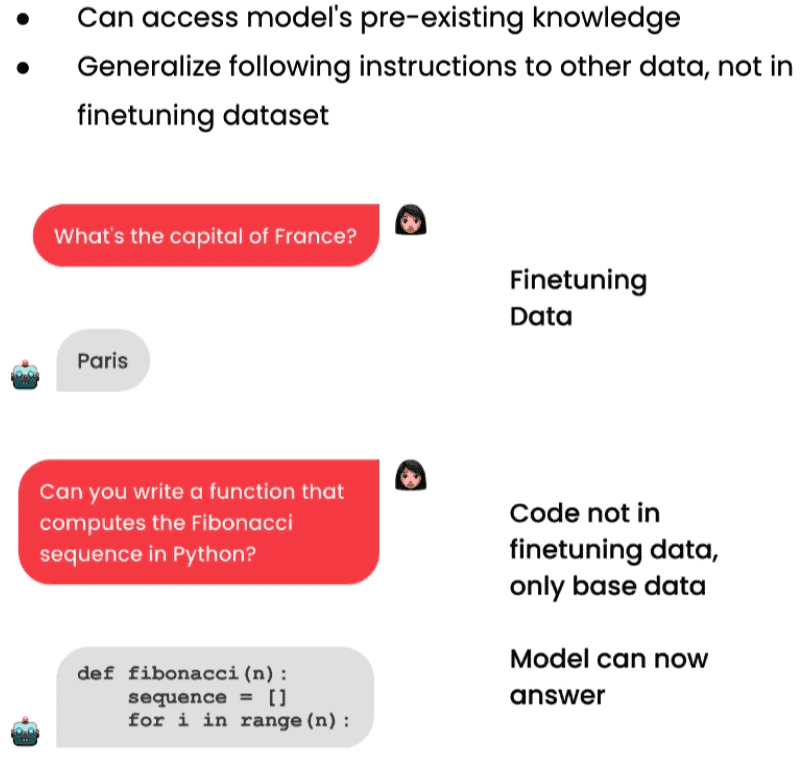 • Can access model's pre-existing knowledge
• Generalize following instructions to other data, not in
finetuning dataset
What's the capital of France?
Finetuning
Data
Paris
Can you write a function that
computes the Fibonacci
sequence in Python?
Code not in
finetuning data,
only base data
def fibonacci(n):
    sequence = []
    for i in range(n):
Model can now
answer